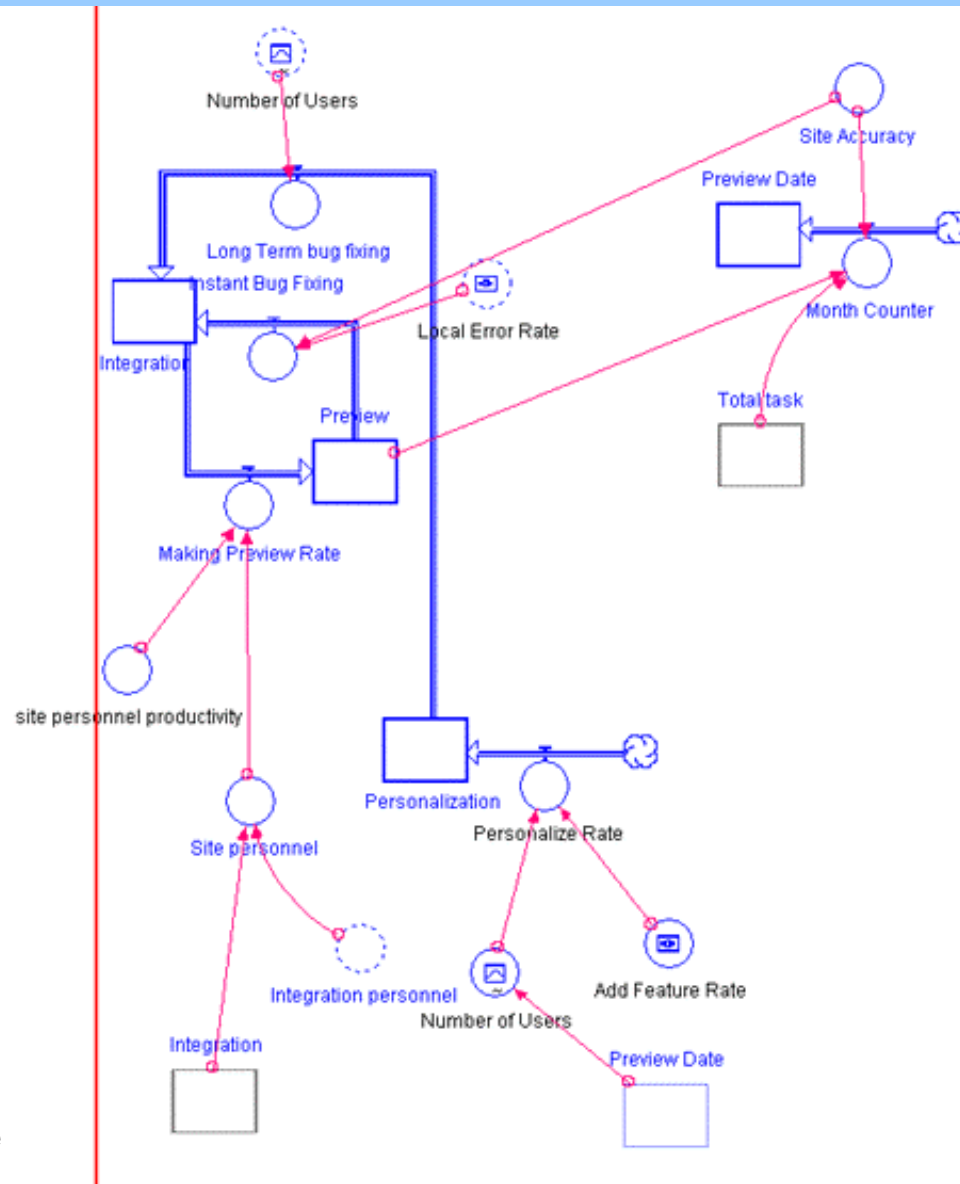 Number of Users
Site Accuracy
Preview Date
Long Term bug fixing
Instant Bug Fixing
Month Counter
Local Error Rate
Integration
Total task
Preview
Making Preview Rate
site personnel productivity
Personalization
Personalize Rate
Site personnel
Add Feature Rate
Integration personnel
Number of Users
Integration
Preview Date